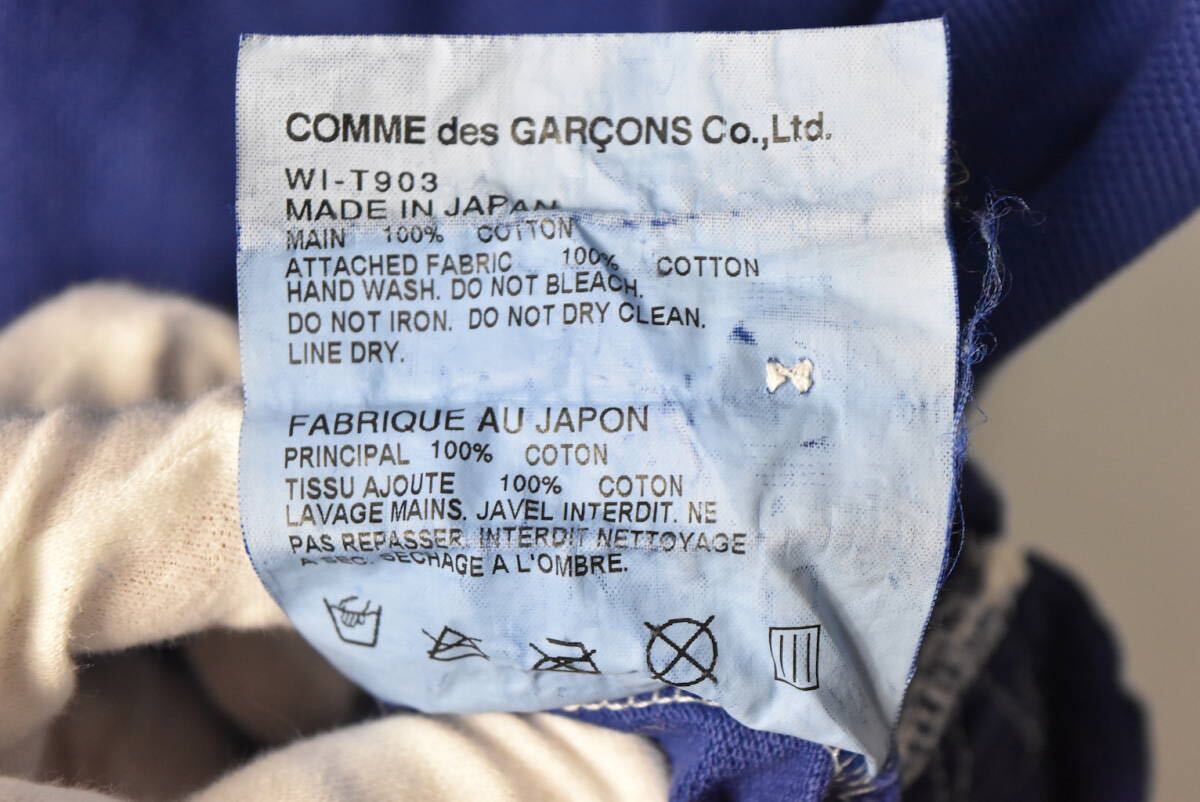 COMME des GARÇONS Co.,Ltd.
WI-T903
MADE IN JAPAN
MAIN 100% COTTON
ATTACHED FABRIC 100% COTTON
HAND WASH. DO NOT BLEACH.
DO NOT IRON. DO NOT DRY CLEAN.
LINE DRY.
FABRIQUE AU JAPON
PRINCIPAL 100% COTON
TISSU AJOUTE 100% COTON
LAVAGE MAINS. JAVEL INTERDIT. NE
PAS REPASSER. INTERDIT NETTOYAGE
A SEC. SECHAGE A L'OMBRE.